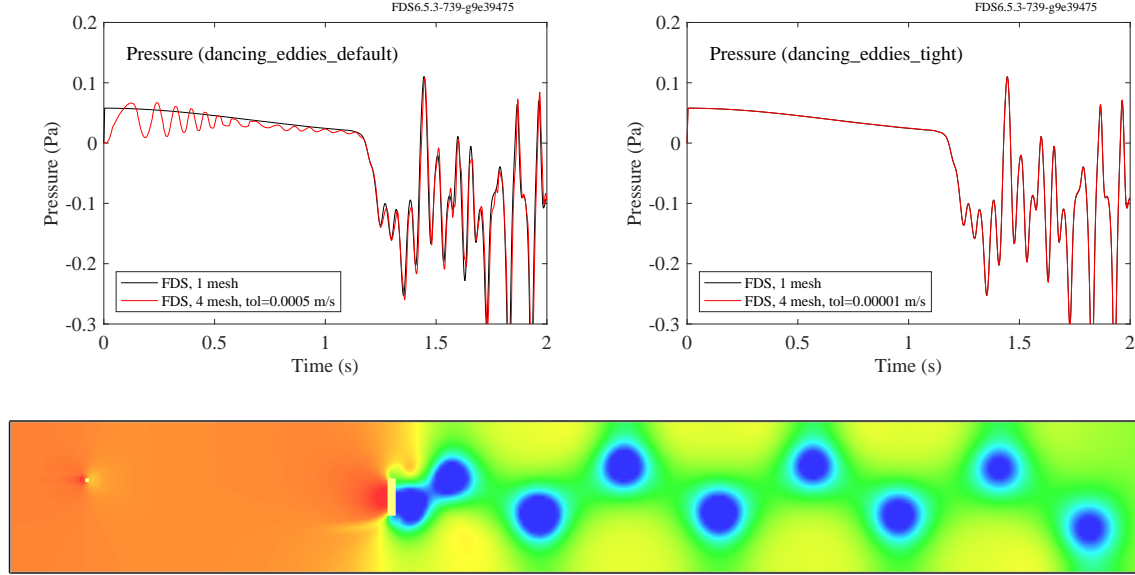 FDS6.5.3-739-g9e39475
Pressure (dancing_eddies_default)
0.2
0.1
0
-0.1
-0.2
-0.3
Pressure (Pa)
FDS, 1 mesh
FDS, 4 mesh, tol=0.0005 m/s
0
0.5
1
1.5
2
Time (s)
FDS6.5.3-739-g9e39475
Pressure (dancing_eddies_tight)
0.2
0.1
0
-0.1
-0.2
-0.3
Pressure (Pa)
FDS, 1 mesh
FDS, 4 mesh, tol=0.00001 m/s
0
0.5
1
1.5
2
Time (s)